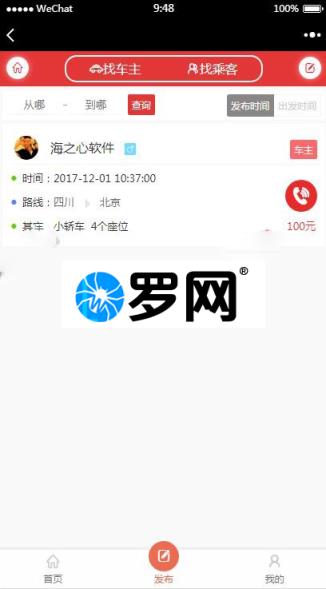 WeChat 9:48 100%
找车主 找乘客
从哪 - 到哪 查询 发布时间 出发时间
海之心软件 车主
时间：2017-12-01 10:37:00
路线：四川 北京
小轿车 4个座位 100元
罗网®
首页 发布 我的